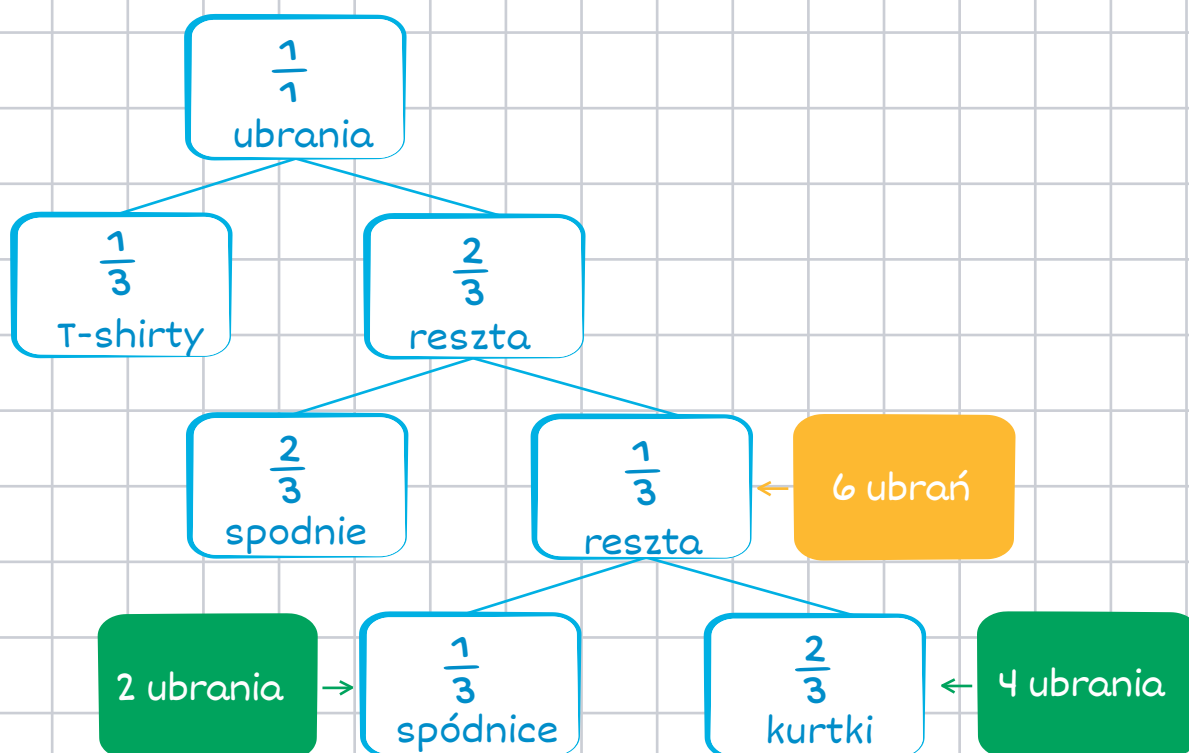 1
1
ubrania
1
3
T-shirty
2
3
reszta
2
3
spodnie
1
3
reszta
6 ubrań
2 ubrania
1
3
spódnice
2
3
kurtki
4 ubrania